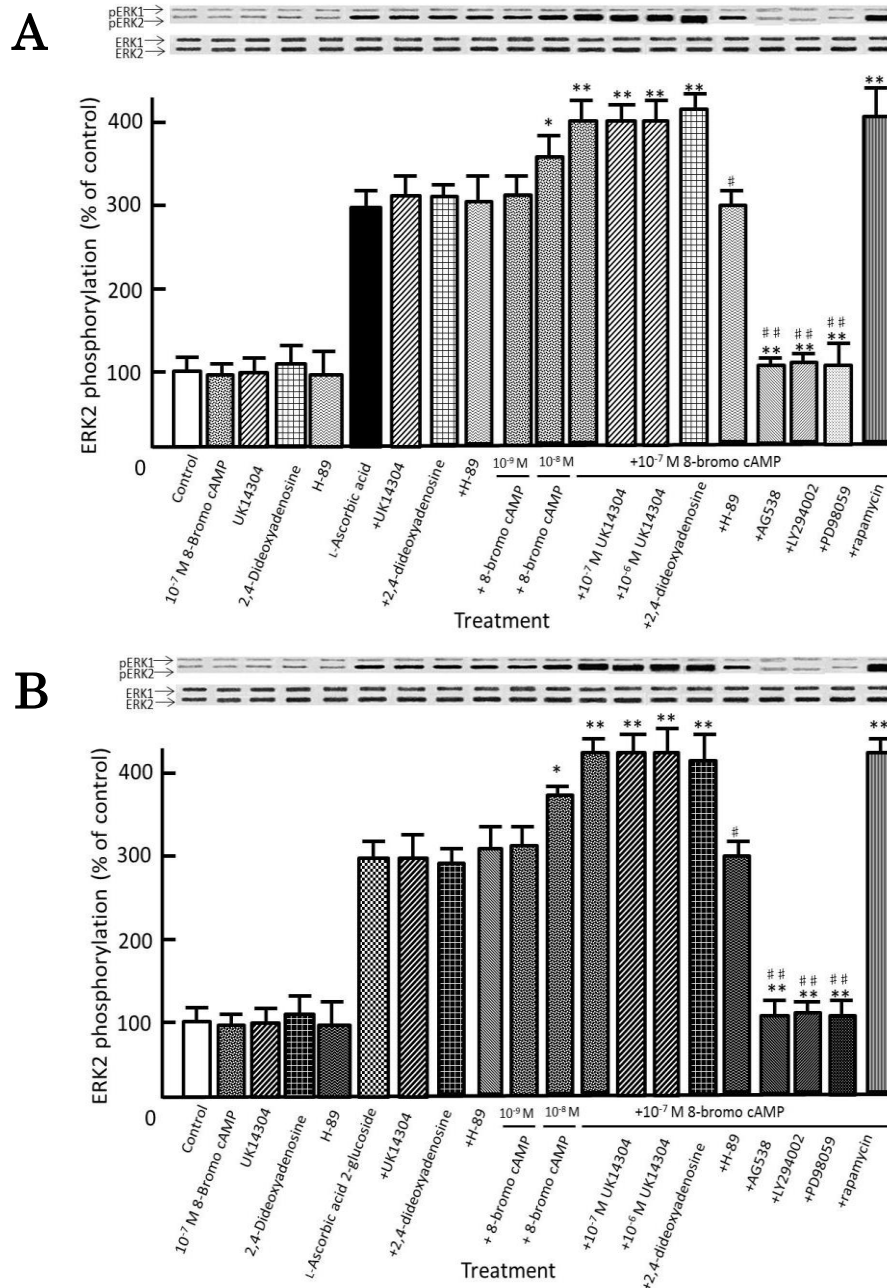 A
pERK1
pERK2
ERK1
ERK2
ERK2 phosphorylation (% of control)
400
300
200
100
0
* ** ** ** ** # ## ** ## ** ## ** **
10-9 M
10-8 M
+10-7 M 8-bromo cAMP
Control
10-7 M 8-Bromo cAMP
UK14304
2,4-Dideoxyadenosine
H-89
L-Ascorbic acid
+UK14304
+2,4-dideoxyadenosine
+H-89
+ 8-bromo cAMP
+ 8-bromo cAMP
+10-7 M UK14304
+10-6 M UK14304
+2,4-dideoxyadenosine
+H-89
+AG538
+LY294002
+PD98059
+rapamycin
Treatment
B
pERK1
pERK2
ERK1
ERK2
ERK2 phosphorylation (% of control)
400
300
200
100
0
* ** ** ** ** # ## ** ## ** ## ** **
10-9 M
10-8 M
+10-7 M 8-bromo cAMP
Control
10-7 M 8-Bromo cAMP
UK14304
2,4-Dideoxyadenosine
H-89
L-Ascorbic acid 2-glucoside
+UK14304
+2,4-dideoxyadenosine
+H-89
+ 8-bromo cAMP
+ 8-bromo cAMP
+10-7 M UK14304
+10-6 M UK14304
+2,4-dideoxyadenosine
+H-89
+AG538
+LY294002
+PD98059
+rapamycin
Treatment